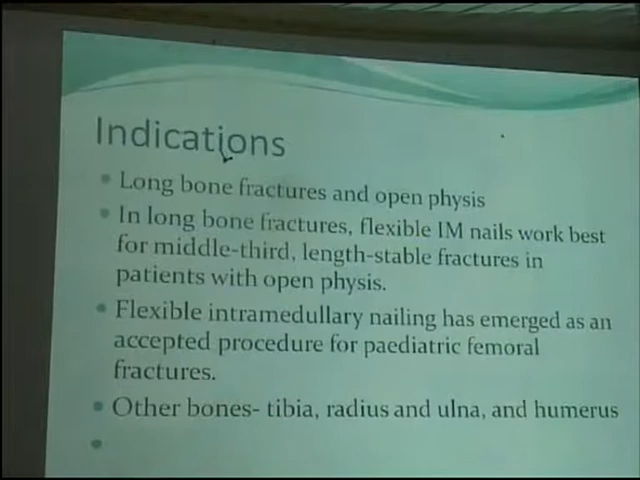 Indications
• Long bone fractures and open physis
• In long bone fractures, flexible IM nails work best
for middle-third, length-stable fractures in
patients with open physis.
• Flexible intramedullary nailing has emerged as an
accepted procedure for paediatric femoral
fractures.
• Other bones- tibia, radius and ulna, and humerus
•